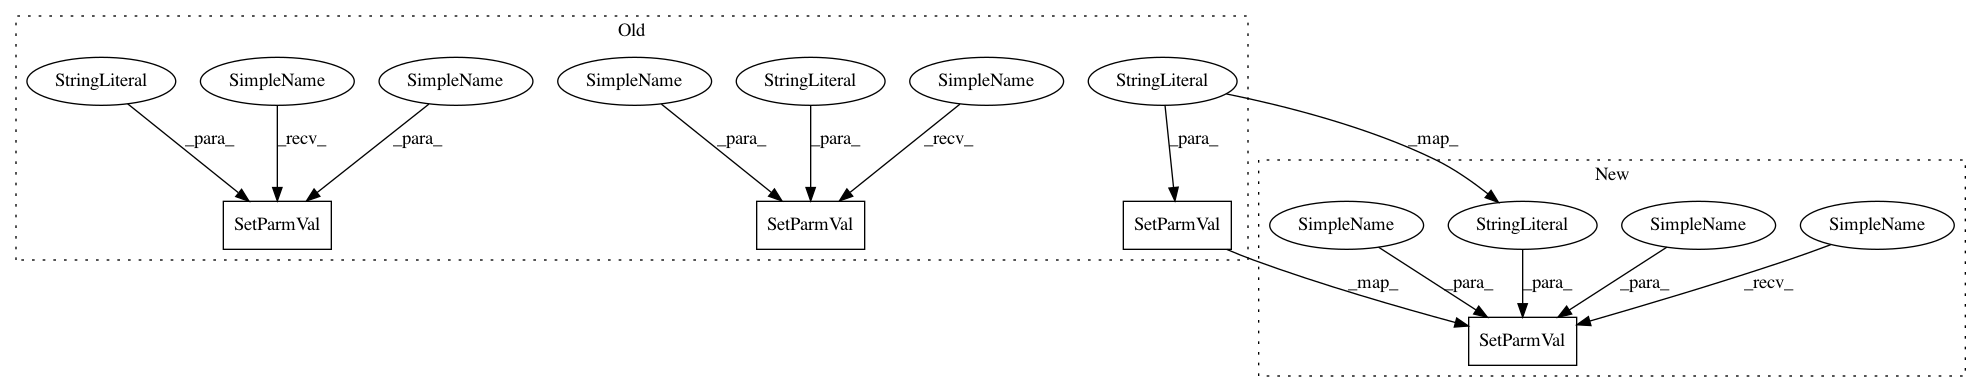 Old
StringLiteral SimpleName SimpleName SimpleName StringLiteral SimpleName StringLiteral
_para_ _recv_ _para_ _para_ _para_ _recv_ _para_ _map_
New
SetParmVal SetParmVal SetParmVal SimpleName StringLiteral SimpleName SimpleName
_map_ _para_ _para_ _para_ _recv_
SetParmVal